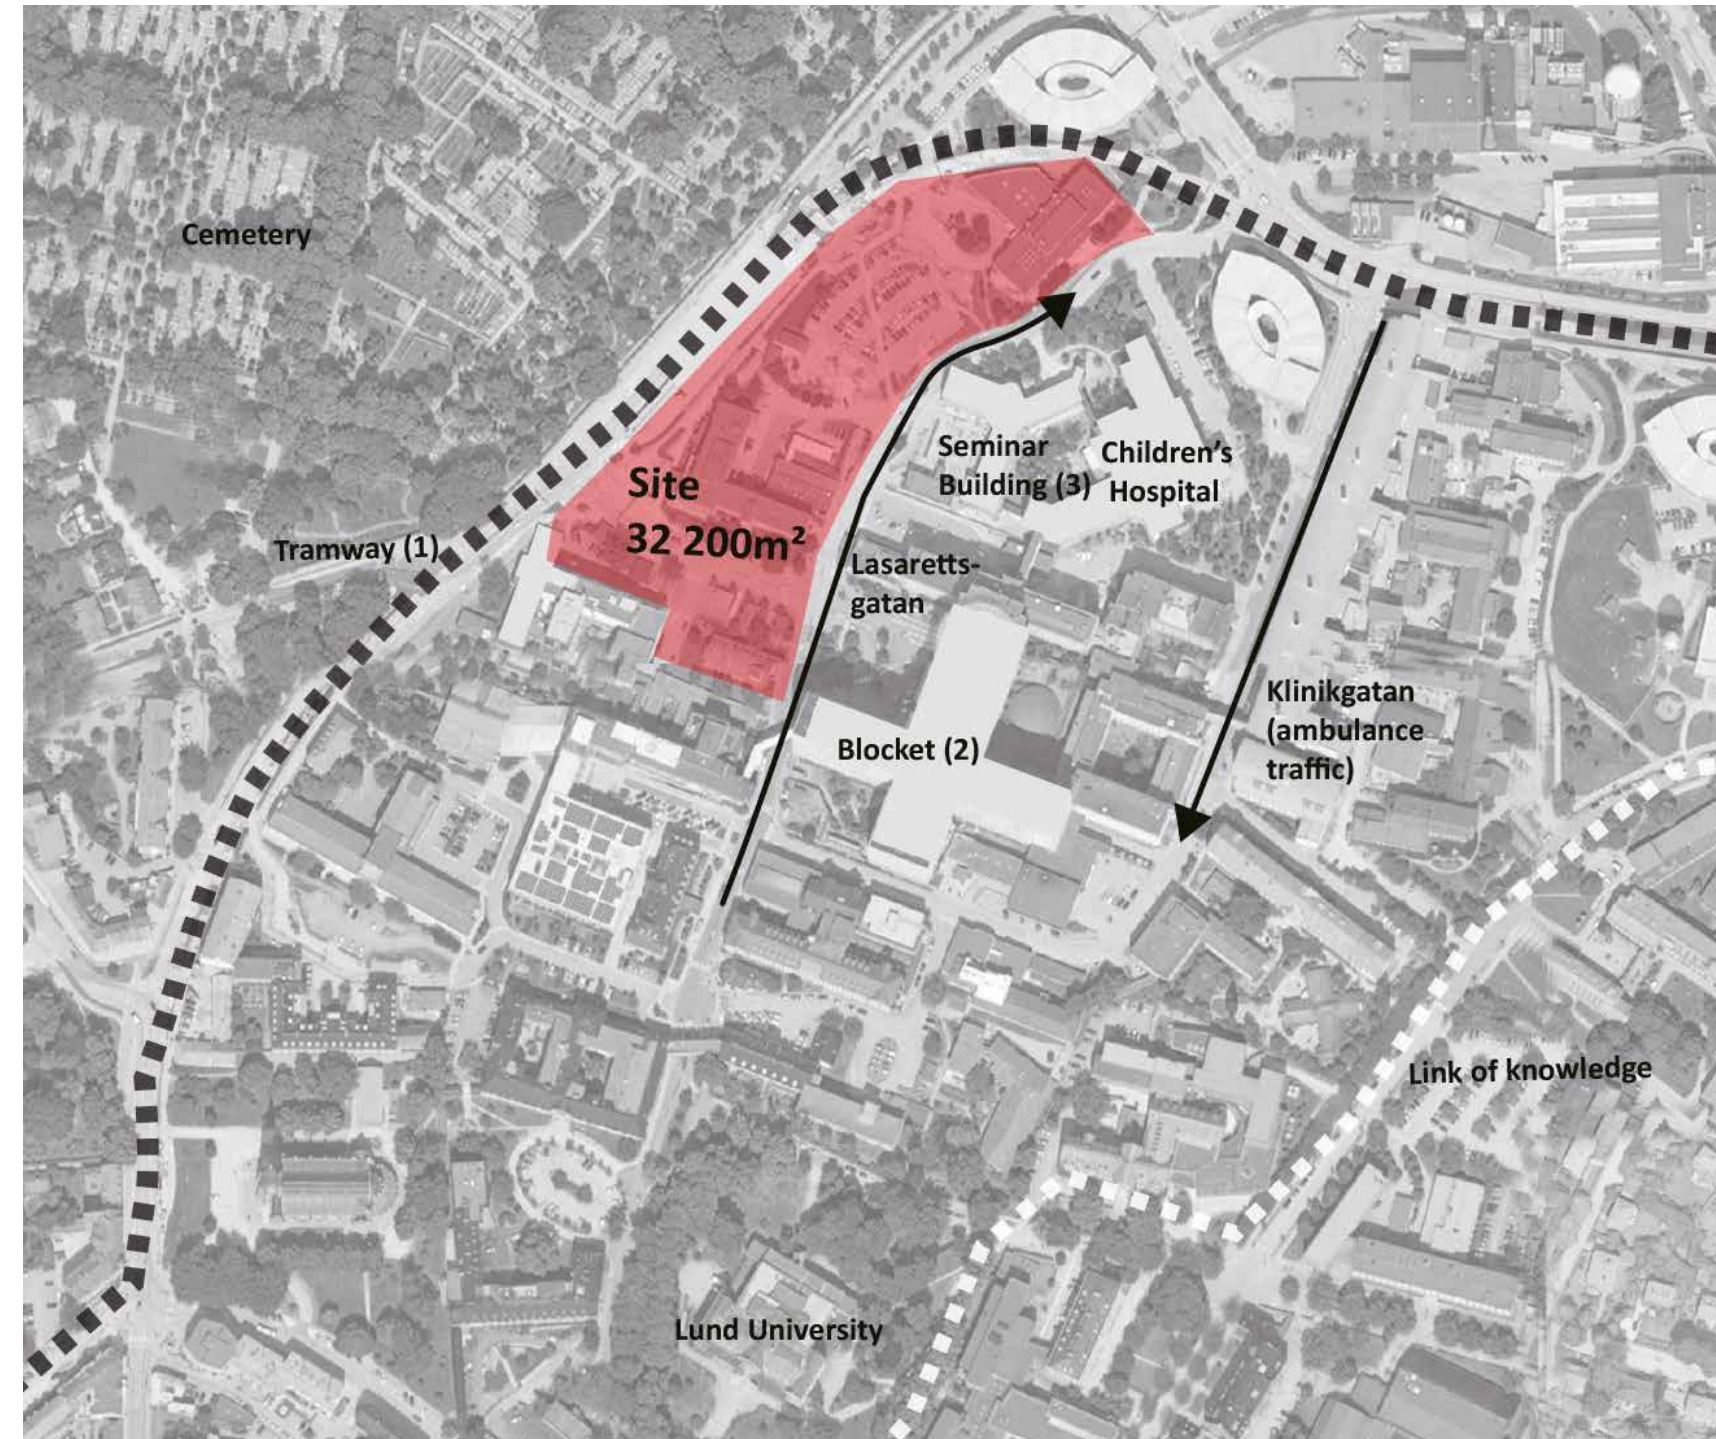 Cemetery
Site
32 200m²
Tramway (1)
Seminar
Building (3)
Children's
Hospital
Lasaretts-
gatan
Blocket (2)
Klinikgatan
(ambulance
traffic)
Link of knowledge
Lund University